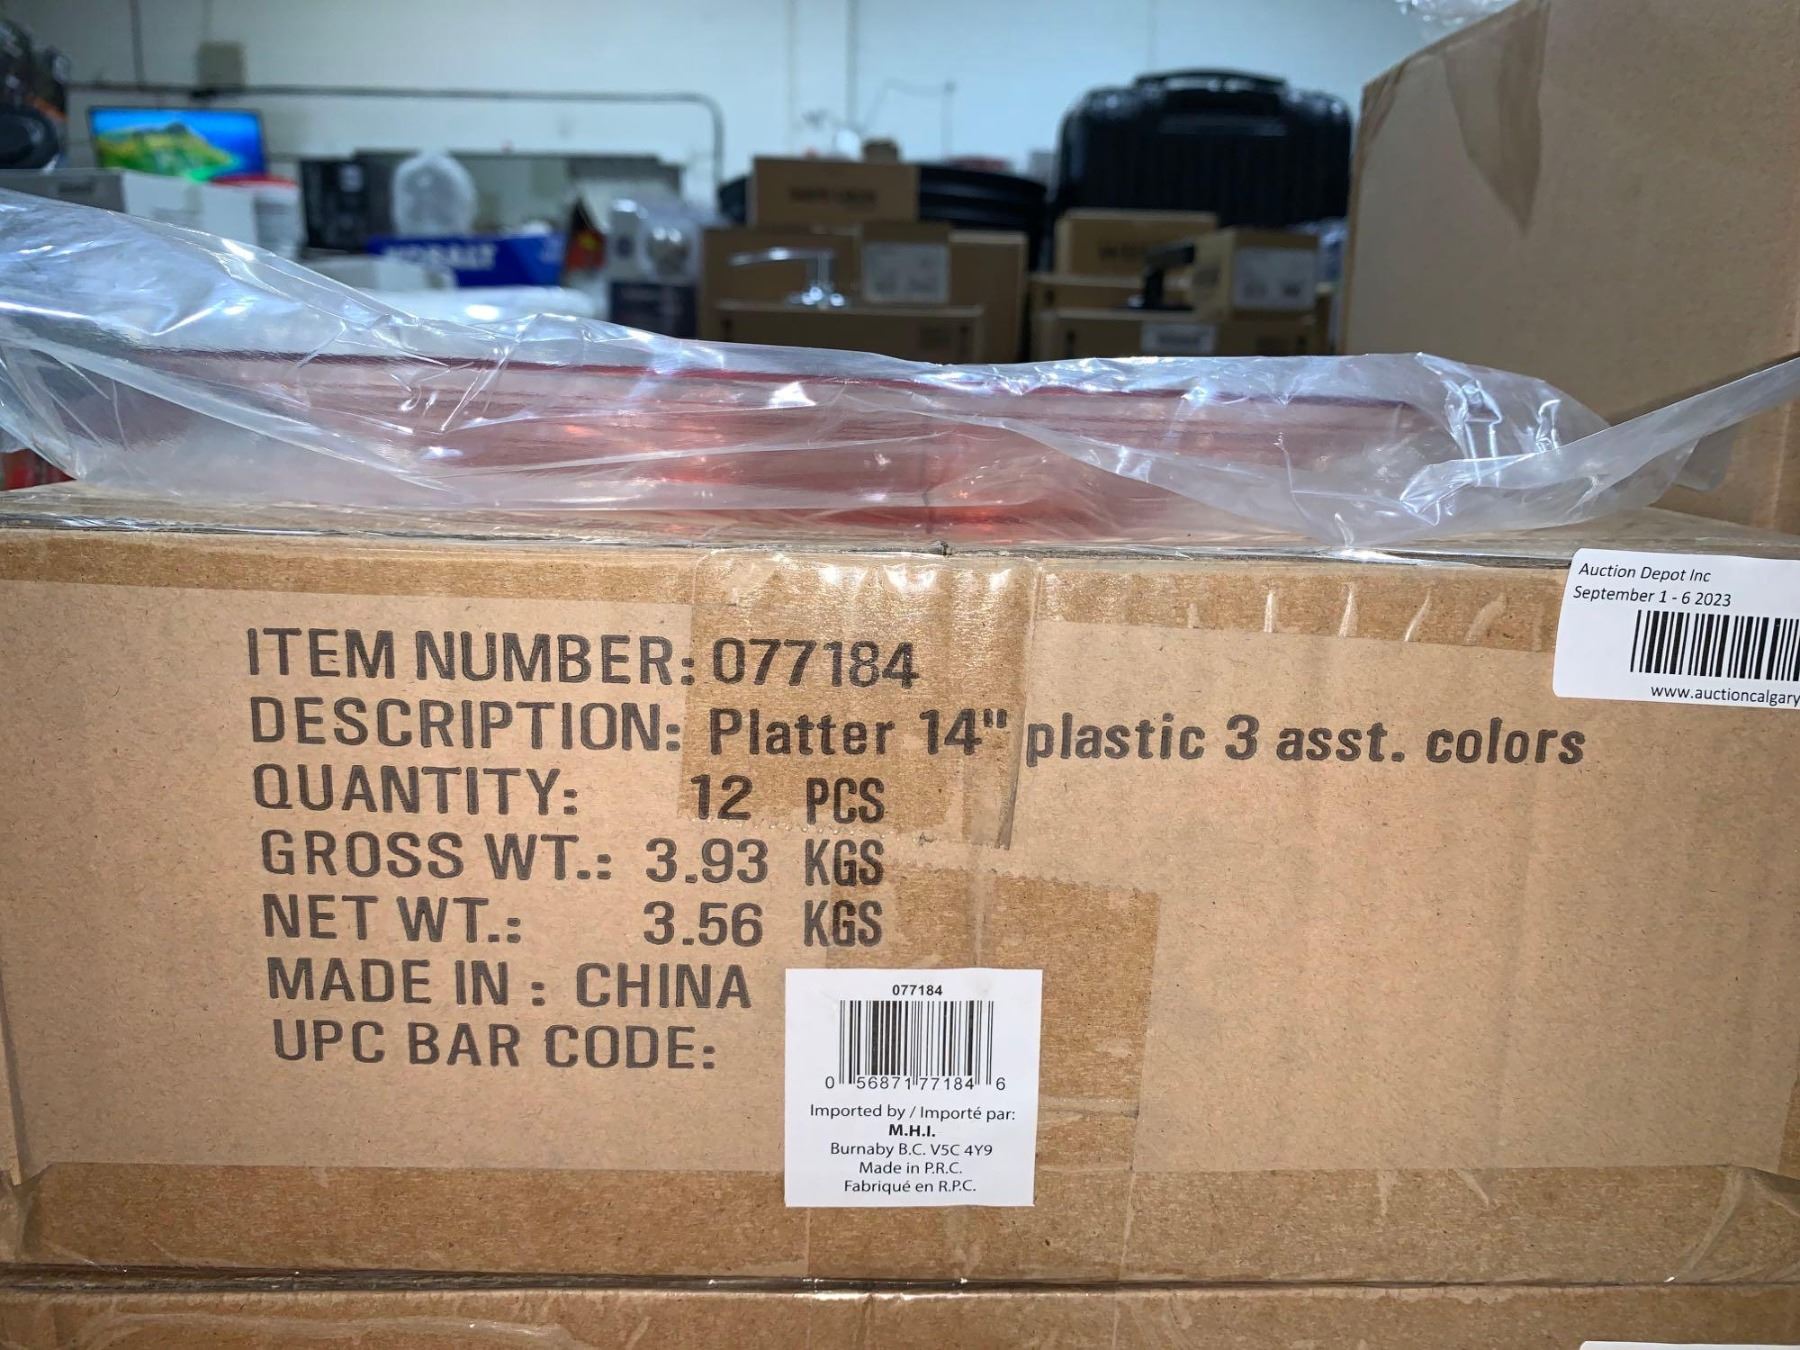 KOBALT
Auction Depot Inc
September 1 - 6 2023
www.auctioncalgary
ITEM NUMBER: 077184
DESCRIPTION: Platter 14" plastic 3 asst. colors
QUANTITY: 12 PCS
GROSS WT.: 3.93 KGS
NET WT.: 3.56 KGS
MADE IN : CHINA
UPC BAR CODE:
077184
0 56871 77184 6
Imported by / Importé par:
M.H.I.
Burnaby B.C. V5C 4Y9
Made in P.R.C.
Fabriqué en R.P.C.